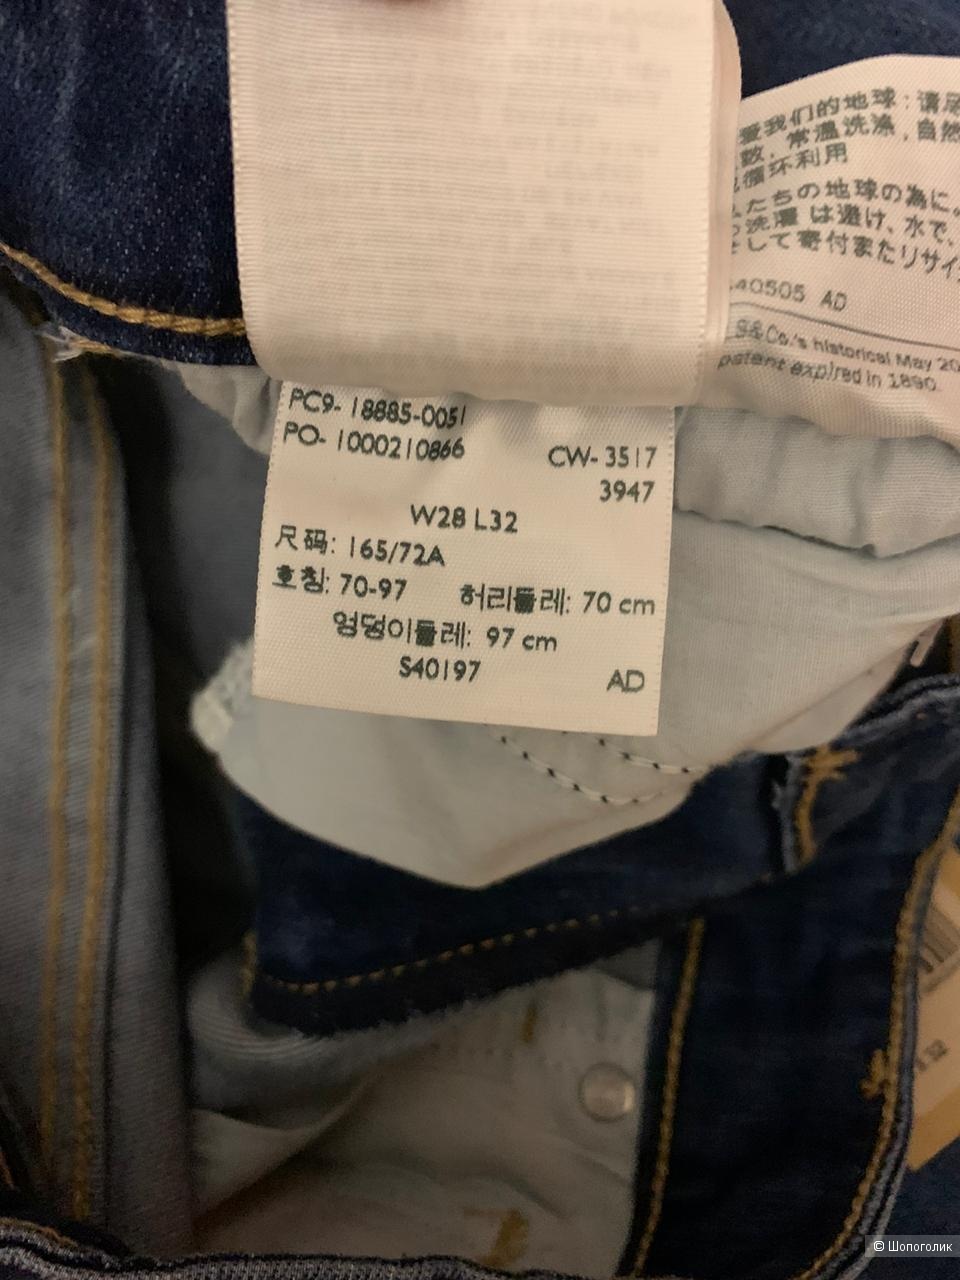 我们的地球：请
数，常温洗涤，自然
循环利用
たちの地球の為に
洗濯 は避け、水で、
して寄付またリサイ
40505 AD
S&Co.'s historical May 20
patent expired in 1890.
PC9- 18885-0051
PO- 1000210866
CW- 3517
3947
W28 L32
尺码: 165/72A
호칭: 70-97 허리둘레: 70 cm
엉덩이둘레: 97 cm
S40197 AD
32
© Шопоголик